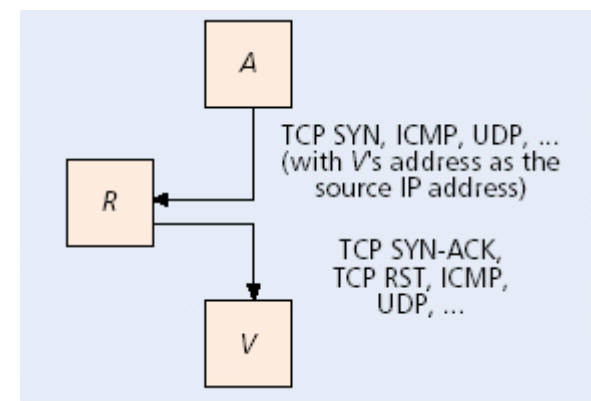 A
TCP SYN, ICMP, UDP, ...
(with V's address as the
source IP address)
R
TCP SYN-ACK,
TCP RST, ICMP,
UDP, ...
V